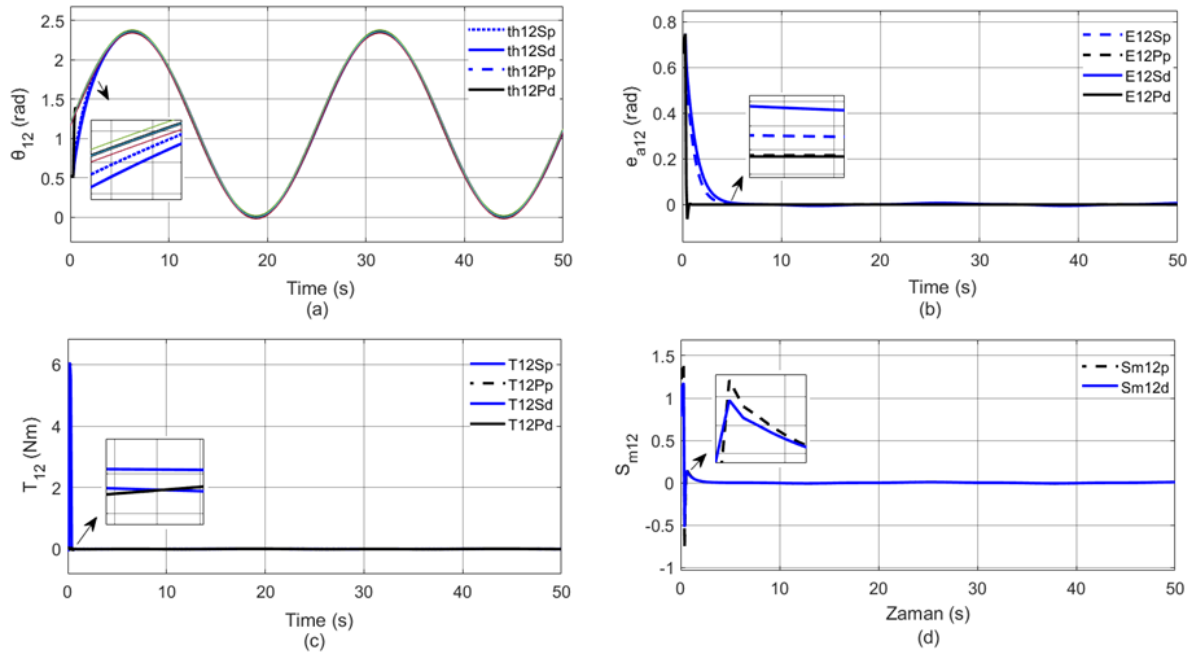 2.5
2
1.5
1
0.5
0
θ12 (rad)
th12Sp
th12Sd
th12Pp
th12Pd
0 10 20 30 40 50
Time (s)
(a)
0.8
0.6
0.4
0.2
0
ea12 (rad)
E12Sp
E12Pp
E12Sd
E12Pd
0 10 20 30 40 50
Time (s)
(b)
6
4
2
0
T12 (Nm)
T12Sp
T12Pp
T12Sd
T12Pd
0 10 20 30 40 50
Time (s)
(c)
1.5
1
0.5
0
-0.5
-1
Sm12
Sm12p
Sm12d
0 10 20 30 40 50
Zaman (s)
(d)